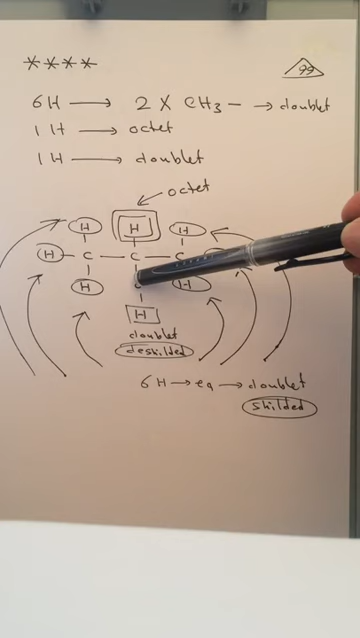 ****
99
6H → 2 X CH3- → doublet
1H → octet
1H → doublet
octet
H H H
H - C - C - C
H C H
H
doublet
deshilded
6H → eq → doublet
shilded